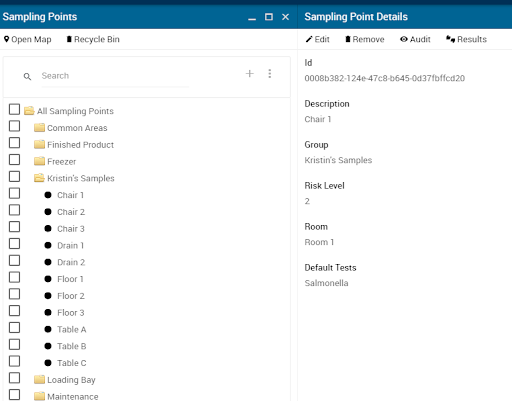 Sampling Points
Open Map Recycle Bin
Search
All Sampling Points
Common Areas
Finished Product
Freezer
Kristin's Samples
Chair 1
Chair 2
Chair 3
Drain 1
Drain 2
Floor 1
Floor 2
Floor 3
Table A
Table B
Table C
Loading Bay
Maintenance
Sampling Point Details
Edit Remove Audit Results
Id
0008b382-124e-47c8-b645-0d37fbffcd20
Description
Chair 1
Group
Kristin's Samples
Risk Level
2
Room
Room 1
Default Tests
Salmonella